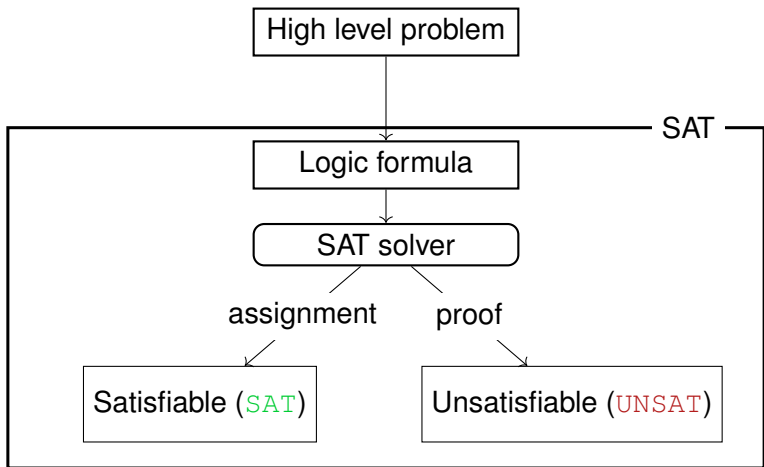 High level problem
SAT
Logic formula
SAT solver
assignment
proof
Satisfiable (SAT)
Unsatisfiable (UNSAT)